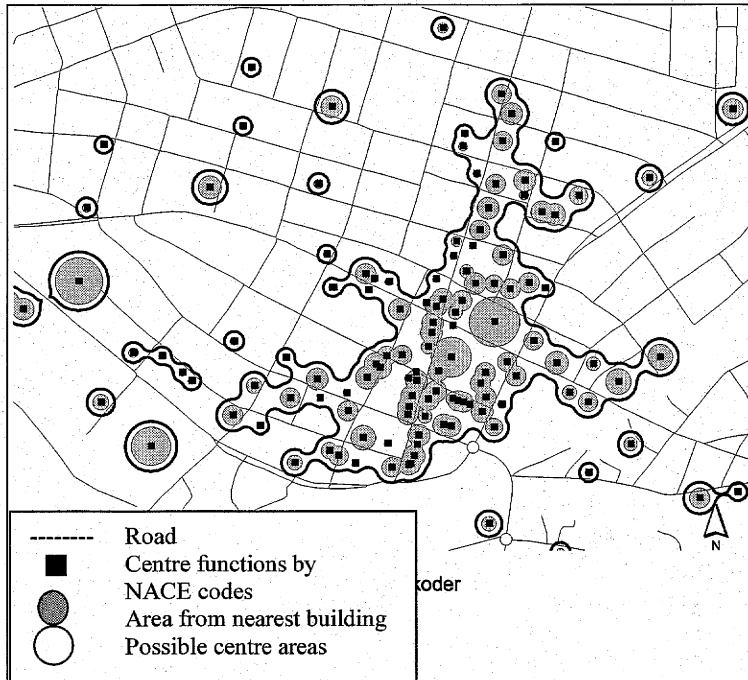 N
Road
Centre functions by
NACE codes
koder
Area from nearest building
Possible centre areas